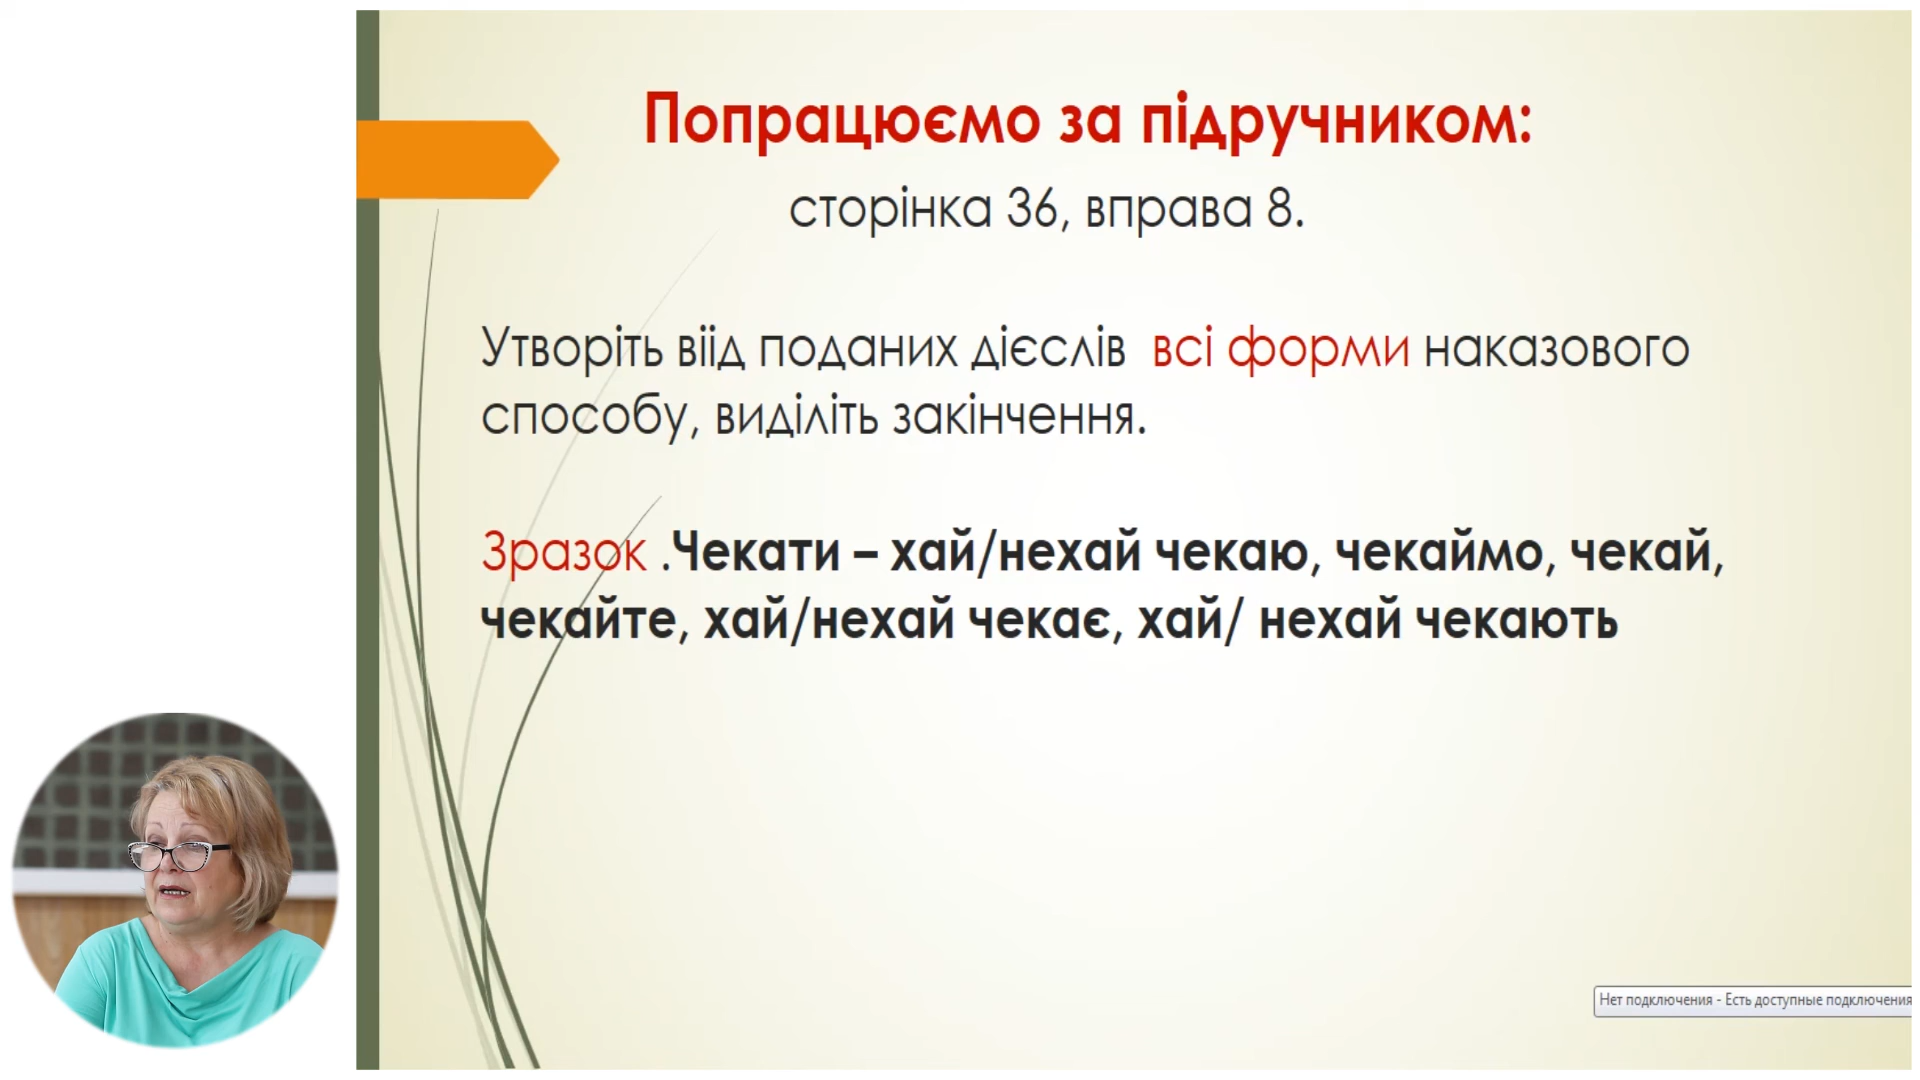 Попрацюємо за підручником:
сторінка 36, вправа 8.
Утворіть віід поданих дієслів всі форми наказового
способу, виділіть закінчення.
Зразок .Чекати – хай/нехай чекаю, чекаймо, чекай,
чекайте, хай/нехай чекає, хай/ нехай чекають
Нет подключения - Есть доступные подключения